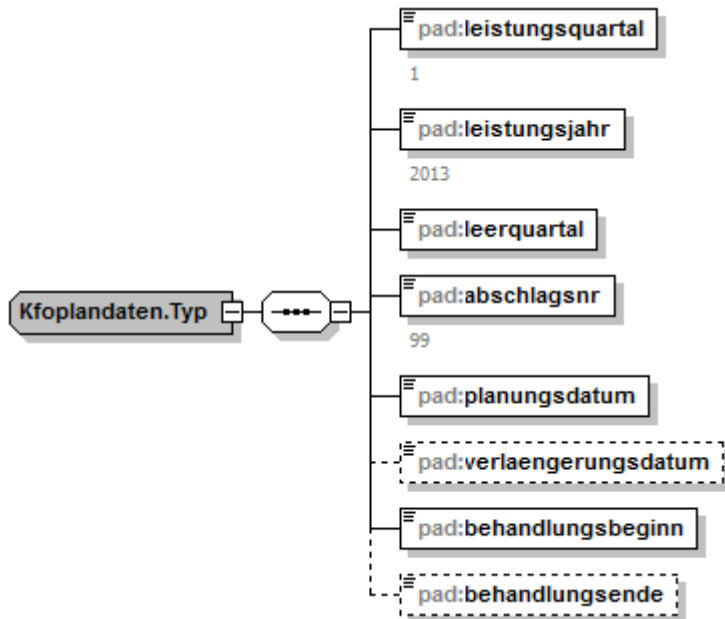 pad:leistungsquartal
1
pad:leistungsjahr
2013
pad:leerquartal
Kfoplandaten.Typ
pad:abschlagsnr
99
pad:planungsdatum
pad:verlaengerungsdatum
pad:behandlungsbeginn
pad:behandlungsende